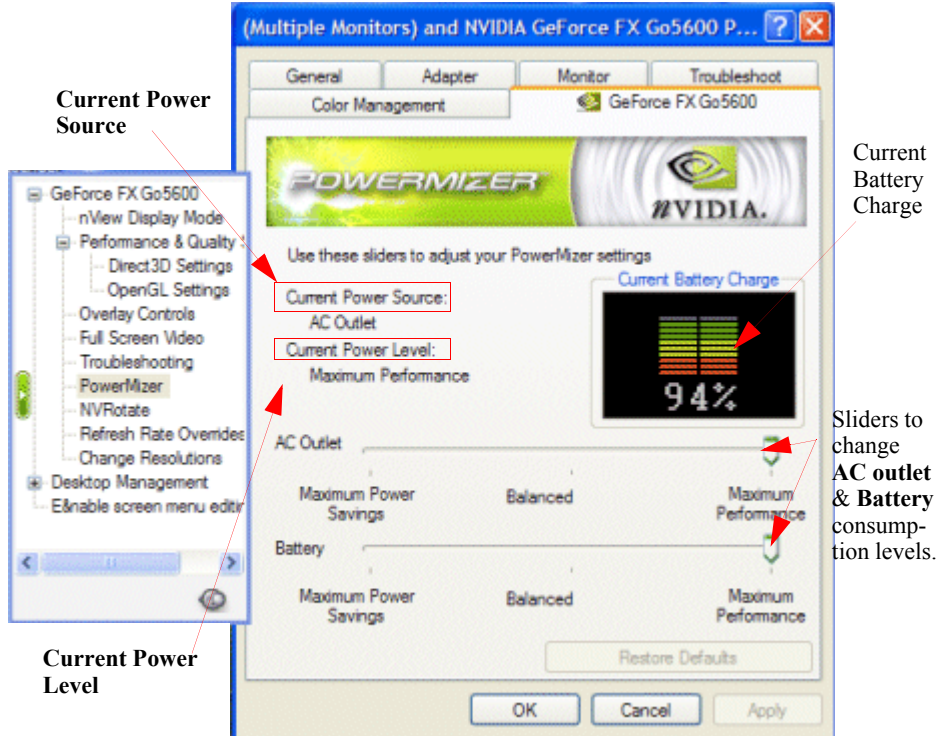 (Multiple Monitors) and NVIDIA GeForce FX Go5600 P...
General Adapter Monitor Troubleshoot
Color Management GeForce FX Go5600
Current Power
Source
POWERMIZER
nVIDIA.
Current
Battery
Charge
GeForce FX Go5600
nView Display Mode
Performance & Quality
Direct3D Settings
OpenGL Settings
Overlay Controls
Full Screen Video
Troubleshooting
PowerMizer
NVRotate
Refresh Rate Overrides
Change Resolutions
Desktop Management
E&nable screen menu editin
Use these sliders to adjust your PowerMizer settings
Current Power Source:
AC Outlet
Current Power Level:
Maximum Performance
Current Battery Charge
94%
AC Outlet
Maximum Power
Savings
Balanced
Maximum
Performance
Battery
Maximum Power
Savings
Balanced
Maximum
Performance
Sliders to
change
AC outlet
& Battery
consump-
tion levels.
Current Power
Level
Restore Defaults
OK Cancel Apply